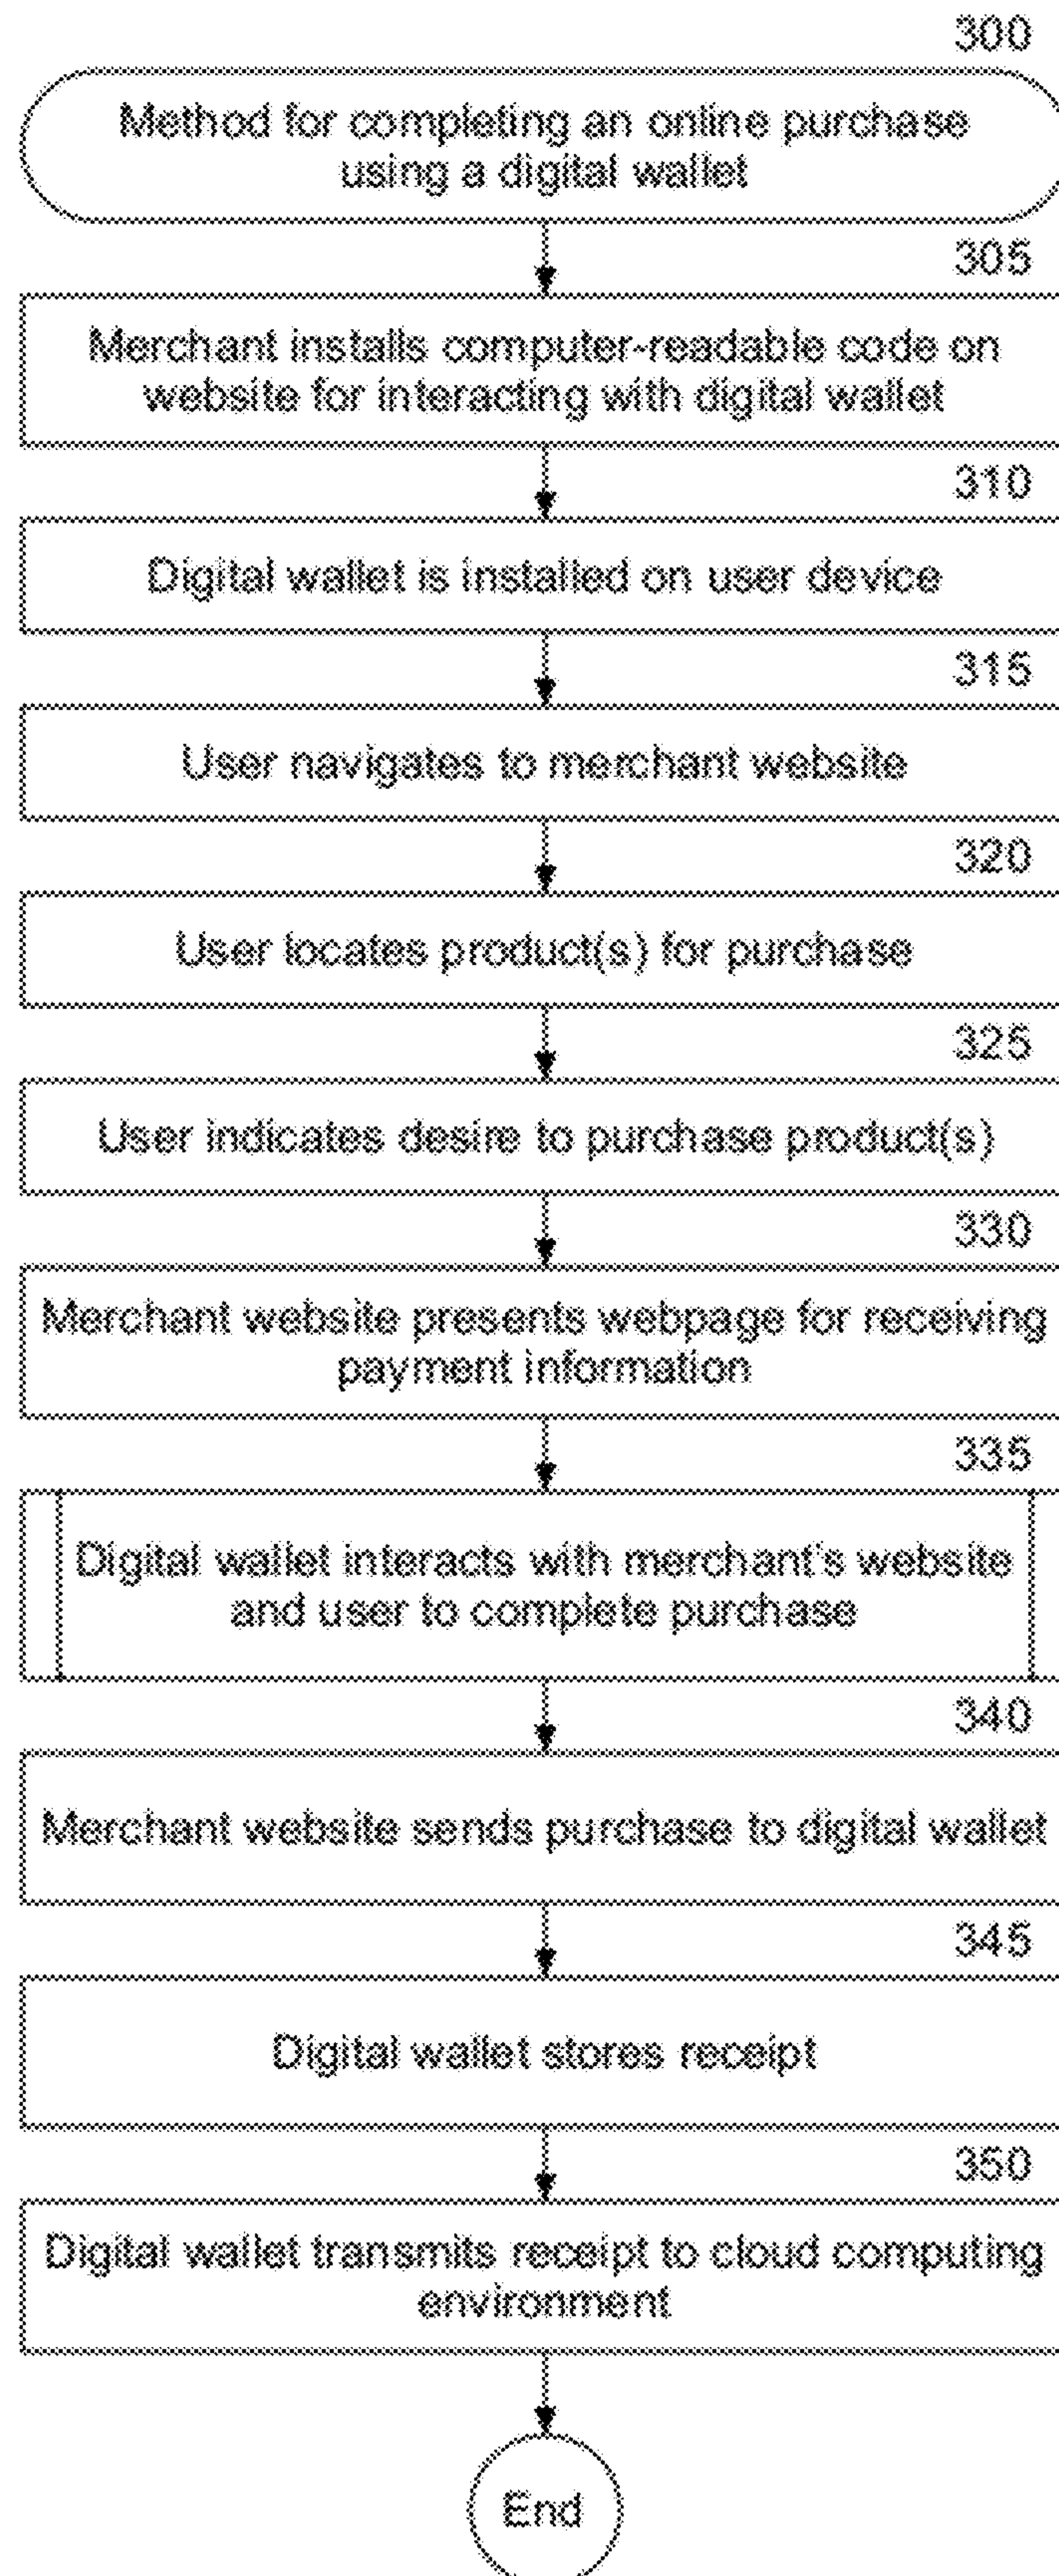 300
Method for completing an online purchase
using a digital wallet
305
Merchant installs computer-readable code on
website for interacting with digital wallet
310
Digital wallet is installed on user device
315
User navigates to merchant website
320
User locates product(s) for purchase
325
User indicates desire to purchase product(s)
330
Merchant website presents webpage for receiving
payment information
335
Digital wallet interacts with merchant's website
and user to complete purchase
340
Merchant website sends purchase to digital wallet
345
Digital wallet stores receipt
350
Digital wallet transmits receipt to cloud computing
environment
End